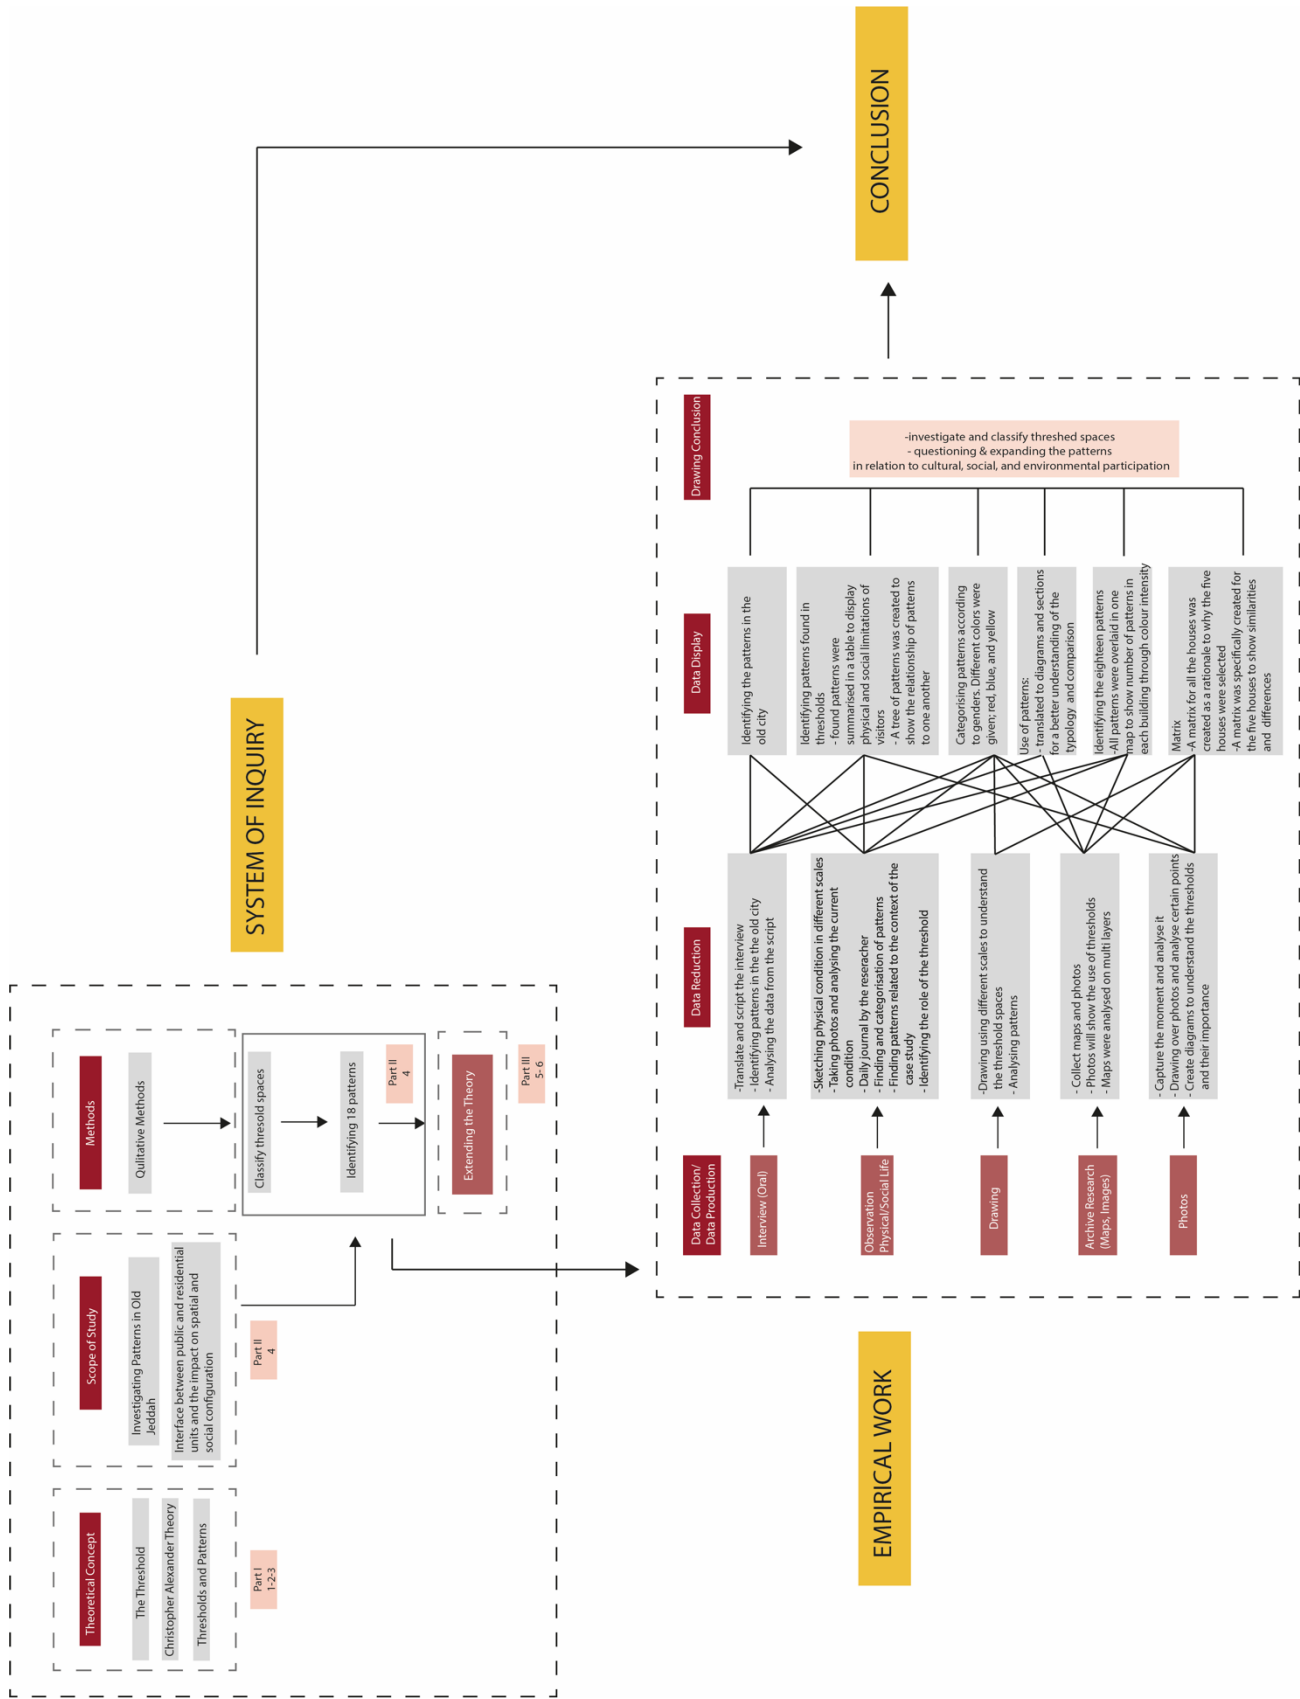 SYSTEM OF INQUIRY
Theoretical Concept
The Threshold
Christopher Alexander Theory
Thresholds and Patterns
Part I
1-2-3
Scope of Study
Investigating Patterns in Old
Jeddah
Interface between public and residential
units and the impact on spatial and
social configuration
Part II
4
Methods
Qulitative Methods
Classify thresold spaces
Identifying 18 patterns
Part II
4
Extending the Theory
Part III
5- 6
EMPIRICAL WORK
Data Collection/
Data Production
Interview (Oral)
Observation
Physical/Social Life
Drawing
Archive Research
(Maps, Images)
Photos
Data Reduction
-Translate and script the interview
- Identifying patterns in the the old city
- Analysing the data from the script
-Sketching physical condition in different scales
- Taking photos and analysing the current
condition
- Daily journal by the reseracher
- Finding and categorisation of patterns
- Finding patterns related to the context of the
case study
- Identifying the role of the threshold
-Drawing using different scales to understand
the threshold spaces
- Analysing patterns
- Collect maps and photos
- Photos will show the use of thresholds
- Maps were analysed on multi layers
- Capture the moment and analyse it
- Drawing over photos and analyse certain points
- Create diagrams to understand the thresholds
and their importance
Data Display
Identifying the patterns in the
old city
Identifying patterns found in
thresholds
- found patterns were
summarised in a table to display
physical and social limitations of
visitors
- A tree of patterns was created to
show the relationship of patterns
to one another
Categorising patterns according
to genders. Different colors were
given; red, blue, and yellow
Use of patterns:
- translated to diagrams and sections
for a better understanding of the
typology and comparison
Identifying the eighteen patterns
-All patterns were overlaid in one
map to show number of patterns in
each building through colour intensity
Matrix
-A matrix for all the houses was
created as a rationale to why the five
houses were selected
-A matrix was specifically created for
the five houses to show similarities
and differences
Drawing Conclusion
-investigate and classify threshed spaces
- questioning & expanding the patterns
in relation to cultural, social, and environmental participation
CONCLUSION